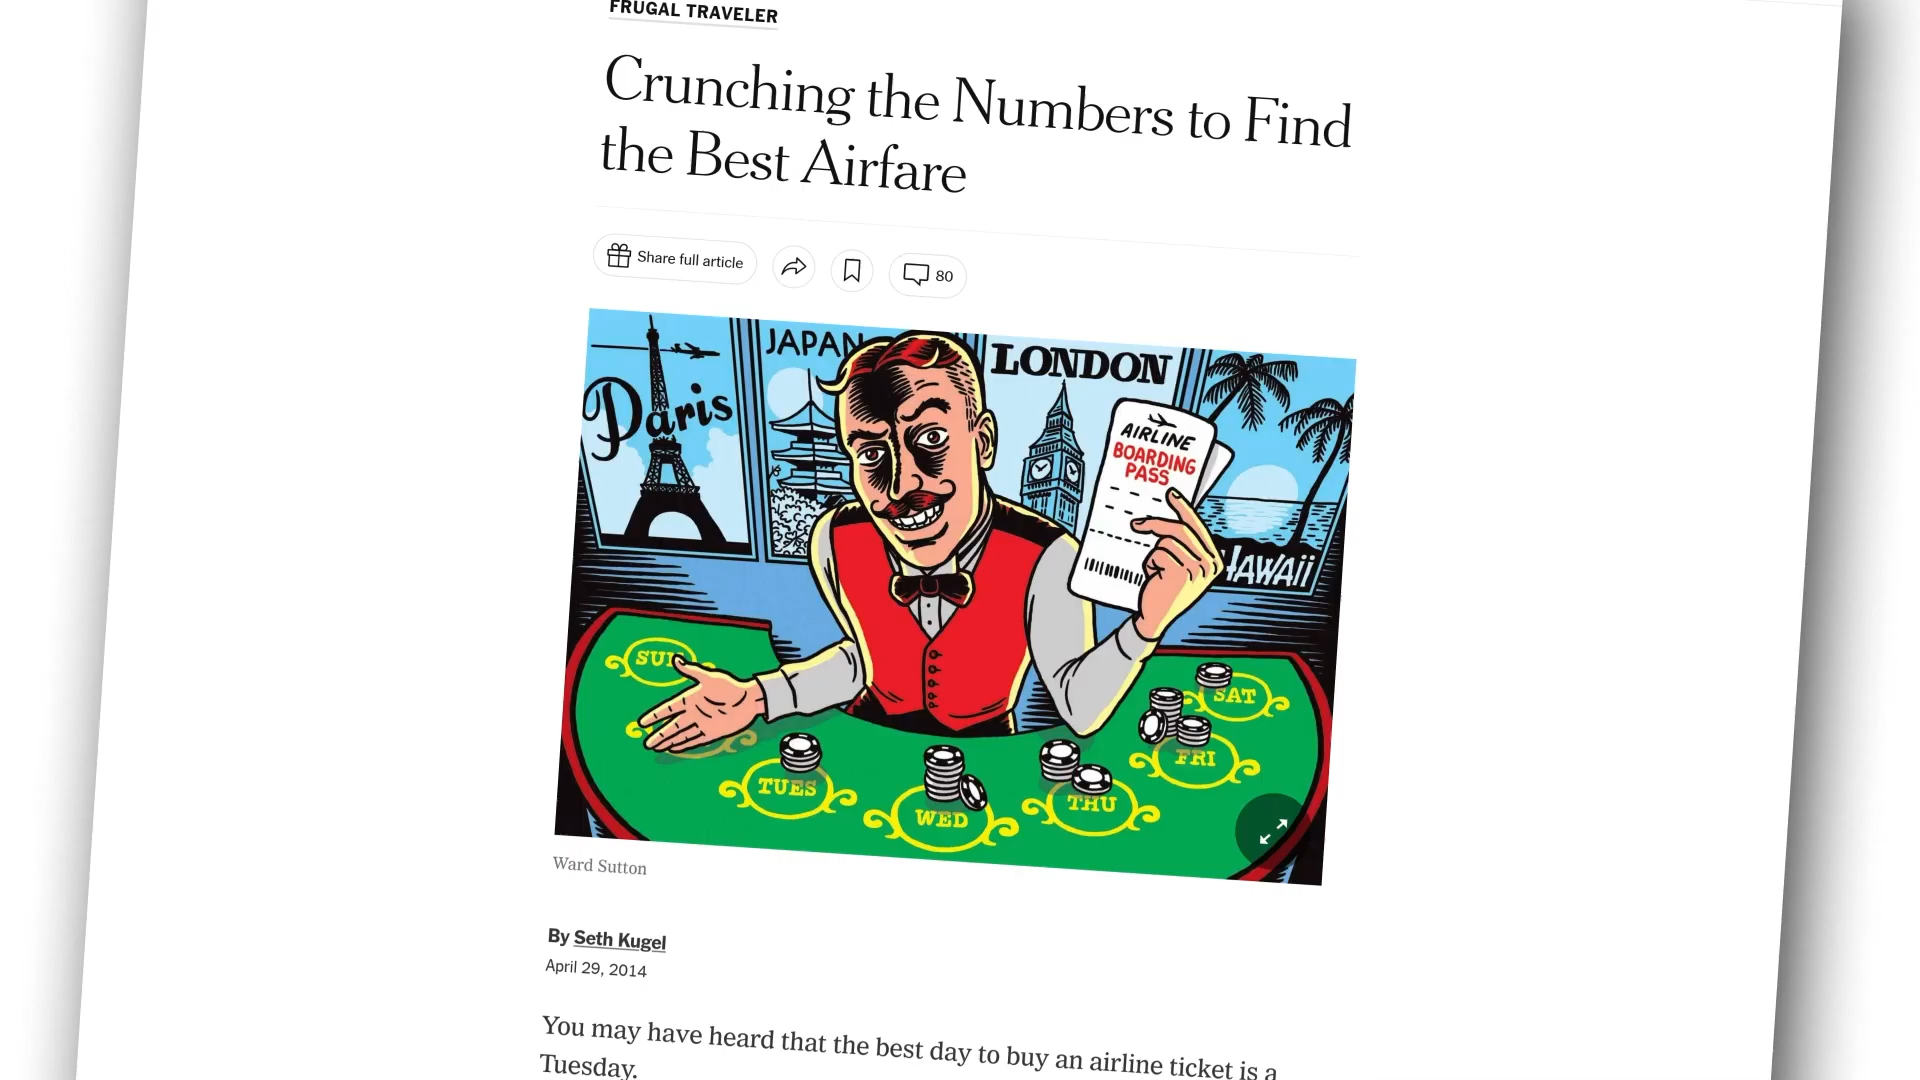 FRUGAL TRAVELER
Crunching the Numbers to Find
the Best Airfare
Share full article
80
Paris
JAPAN
LONDON
AIRLINE
BOARDING
PASS
HAWAii
SUN
SAT
TUES
WED
THU
FRI
Ward Sutton
By Seth Kugel
April 29, 2014
You may have heard that the best day to buy an airline ticket is a
Tuesday.